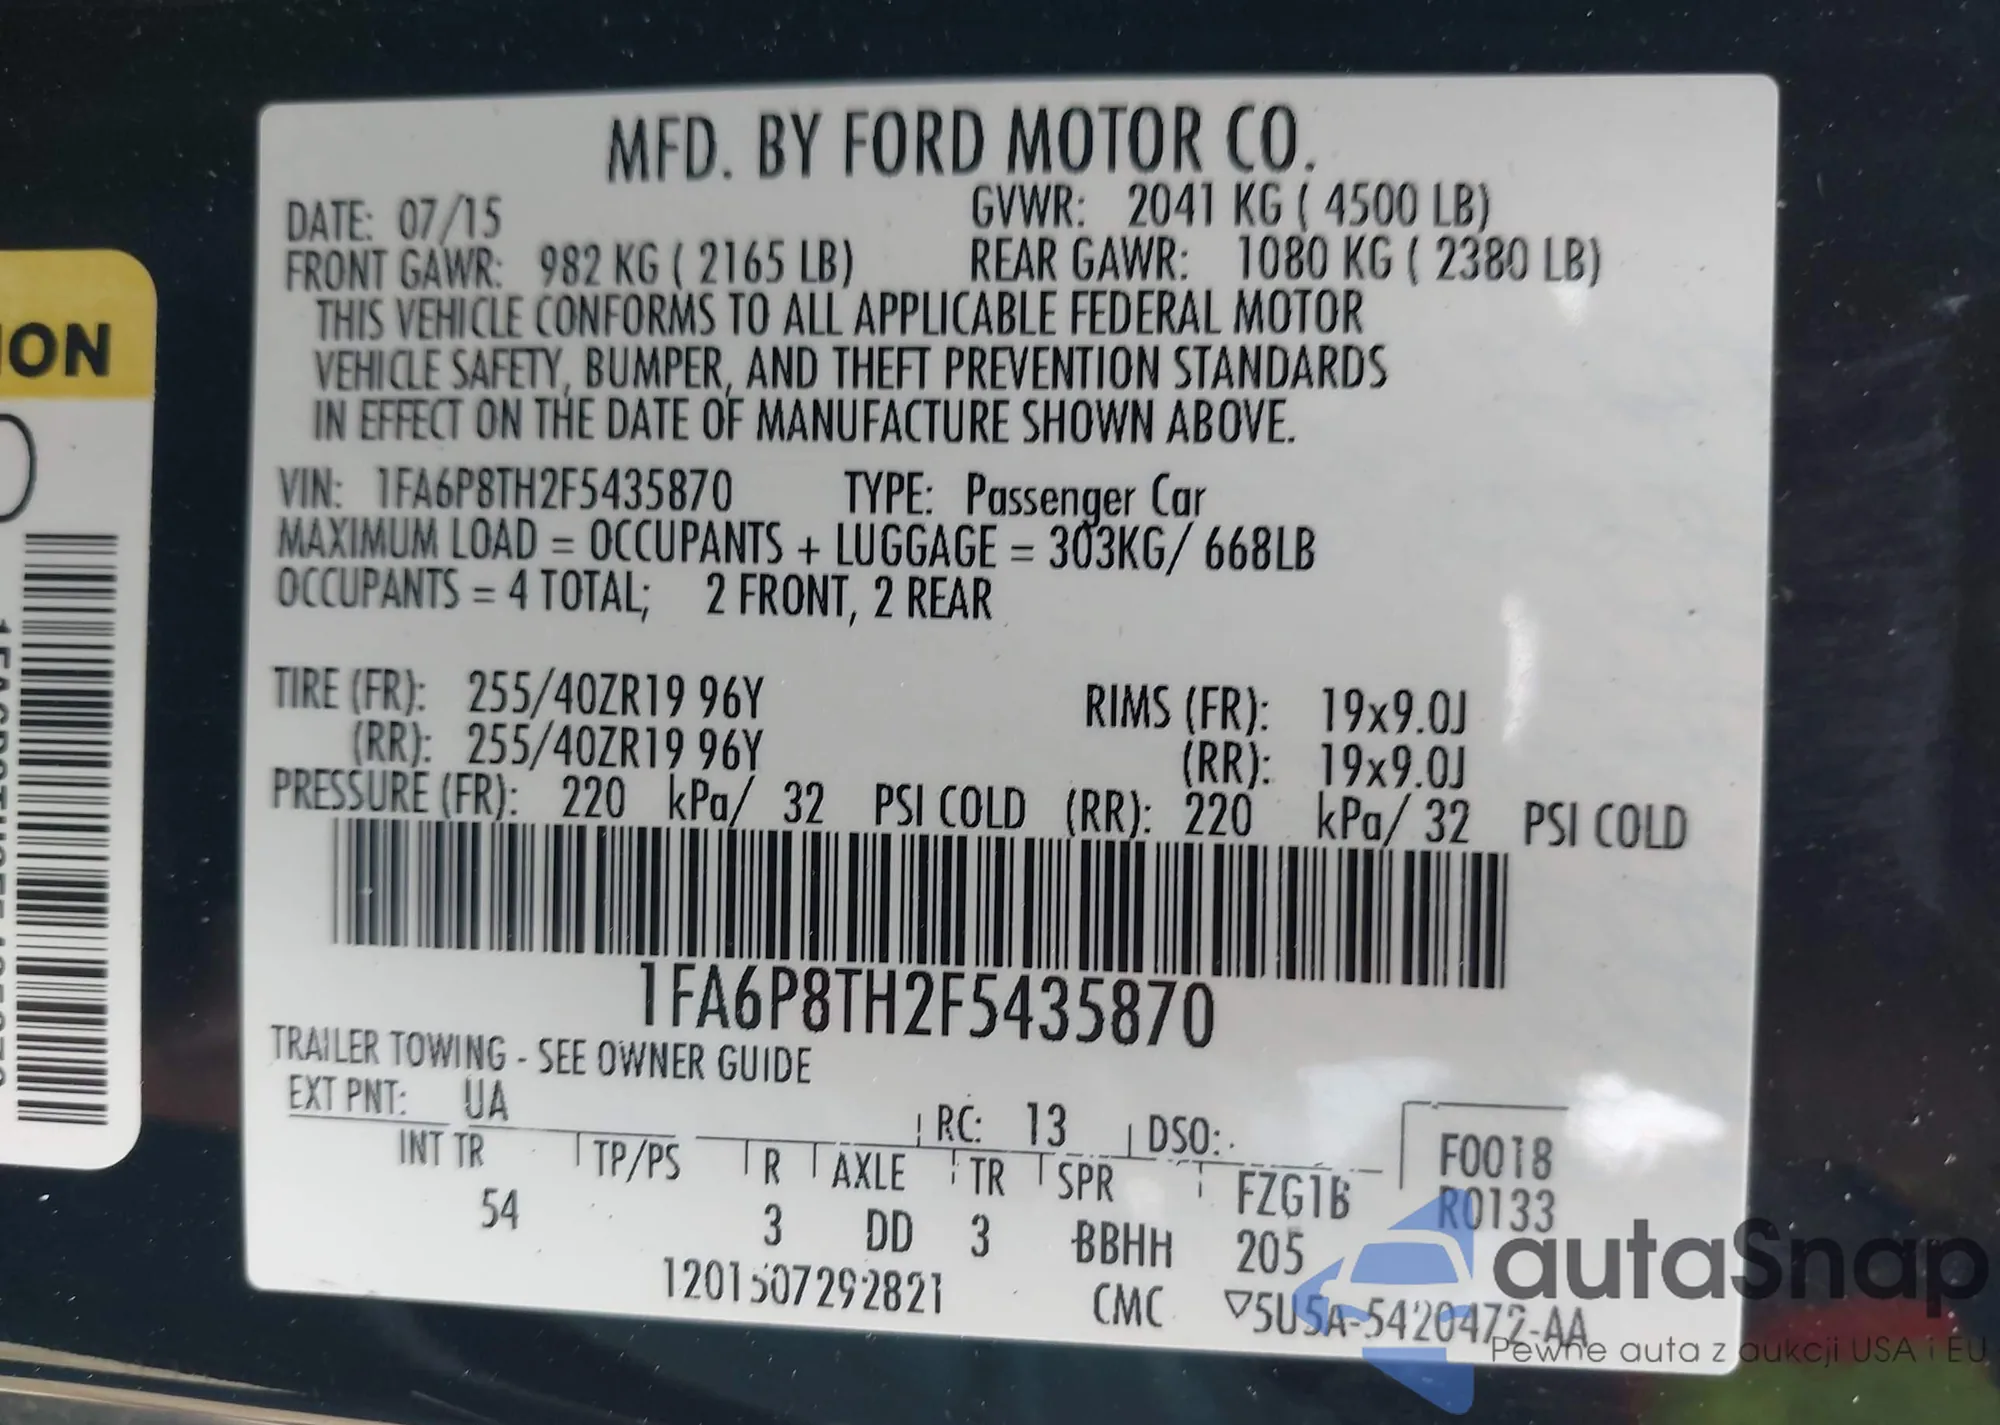 MFD. BY FORD MOTOR CO.
DATE: 07/15 GVWR: 2041 KG ( 4500 LB)
FRONT GAWR: 982 KG ( 2165 LB) REAR GAWR: 1080 KG ( 2380 LB)
THIS VEHICLE CONFORMS TO ALL APPLICABLE FEDERAL MOTOR
VEHICLE SAFETY, BUMPER, AND THEFT PREVENTION STANDARDS
IN EFFECT ON THE DATE OF MANUFACTURE SHOWN ABOVE.
VIN: 1FA6P8TH2F5435870 TYPE: Passenger Car
MAXIMUM LOAD = OCCUPANTS + LUGGAGE = 303KG/ 668LB
OCCUPANTS = 4 TOTAL; 2 FRONT, 2 REAR
TIRE (FR): 255/40ZR19 96Y RIMS (FR): 19x9.0J
(RR): 255/40ZR19 96Y (RR): 19x9.0J
PRESSURE (FR): 220 kPa/ 32 PSI COLD (RR): 220 kPa/ 32 PSI COLD
1FA6P8TH2F5435870
TRAILER TOWING - SEE OWNER GUIDE
EXT PNT: UA RC: 13 DSO:
INT TR TP/PS R AXLE TR SPR FZG1B F0018
54 3 DD 3 BBHH 205 R0133
1201507292821 CMC ▽5U5A-5420472-AA
ION
autaSnap
Pewne auta z aukcji USA i EU